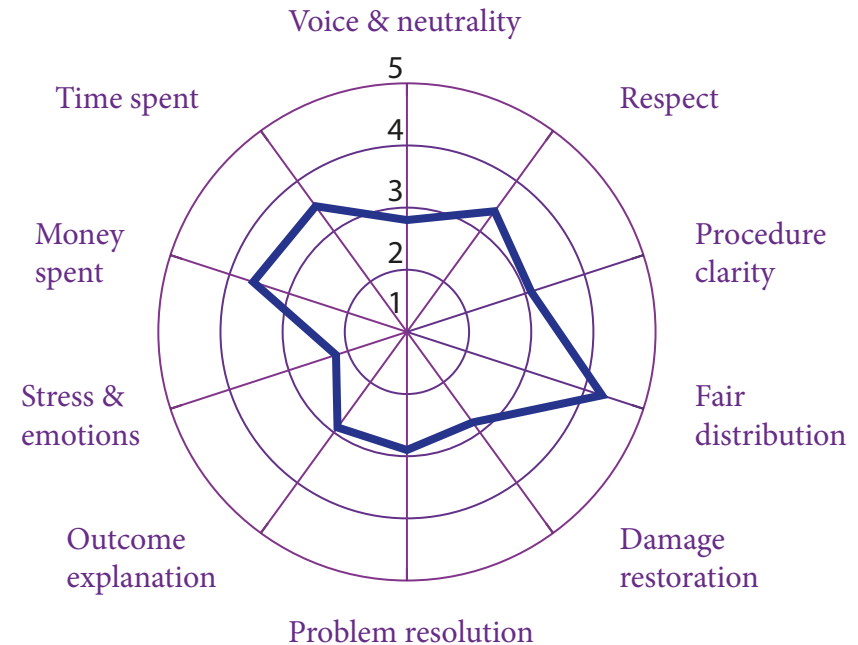 Voice & neutrality
5
Time spent
Respect
4
3
Money
spent
Procedure
clarity
2
1
Stress &
emotions
Fair
distribution
Outcome
explanation
Damage
restoration
Problem resolution